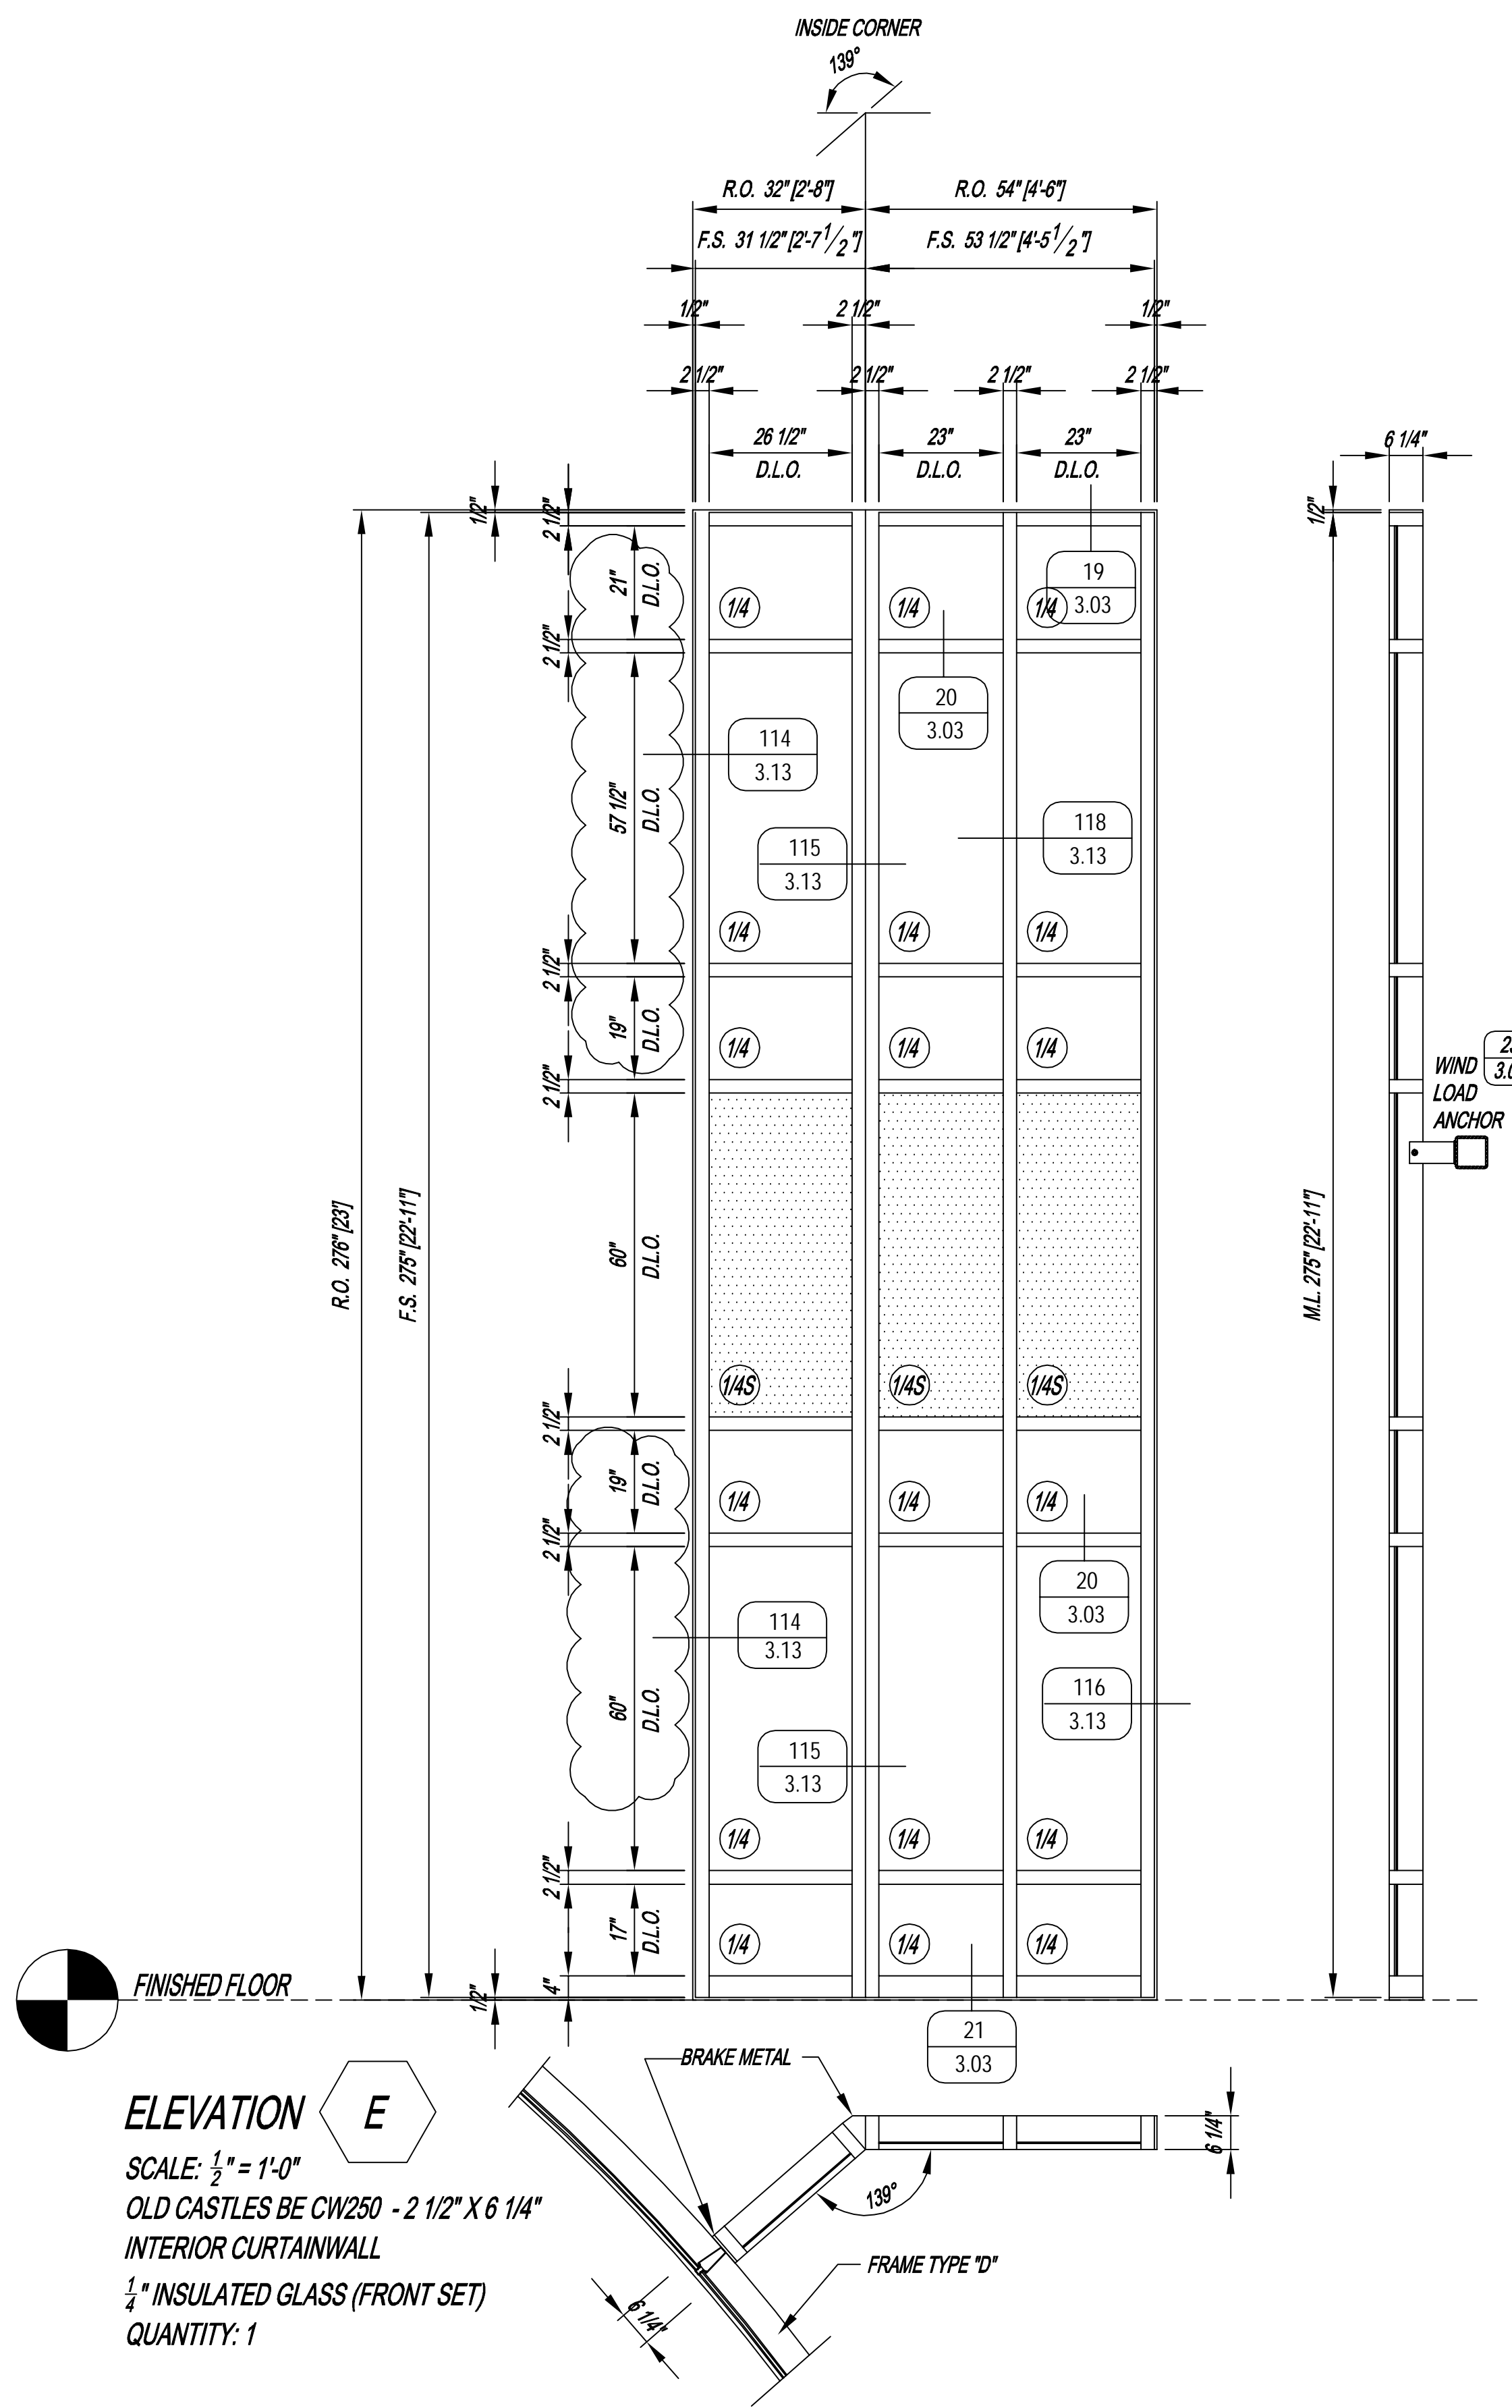 INSIDE CORNER
139°
R.O. 32" [2'-8"]
R.O. 54" [4'-6"]
F.S. 31 1/2" [2'-7 1/2"]
F.S. 53 1/2" [4'-5 1/2"]
1/2"
2 1/2"
1/2"
2 1/2"
2 1/2"
2 1/2"
2 1/2"
26 1/2"
D.L.O.
23"
D.L.O.
23"
D.L.O.
6 1/4"
1/2"
2 1/2"
1/2"
21"
D.L.O.
19
3.03
1/4
1/4
1/4
2 1/2"
20
3.03
114
3.13
57 1/2"
D.L.O.
118
3.13
115
3.13
1/4
1/4
1/4
2 1/2"
19"
D.L.O.
1/4
1/4
1/4
2 1/2"
WIND
LOAD
ANCHOR
R.O. 276" [23']
F.S. 275" [22'-11"]
60"
D.L.O.
M.L. 275" [22'-11"]
1/4S
1/4S
1/4S
2 1/2"
19"
D.L.O.
1/4
1/4
1/4
2 1/2"
20
3.03
114
3.13
116
3.13
60"
D.L.O.
115
3.13
1/4
1/4
1/4
2 1/2"
17"
D.L.O.
1/4
1/4
1/4
4"
1/2"
FINISHED FLOOR
21
3.03
BRAKE METAL
6 1/4"
139°
FRAME TYPE "D"
6 1/4"
ELEVATION E
SCALE: 1/2" = 1'-0"
OLD CASTLES BE CW250 - 2 1/2" X 6 1/4"
INTERIOR CURTAINWALL
1/4" INSULATED GLASS (FRONT SET)
QUANTITY: 1